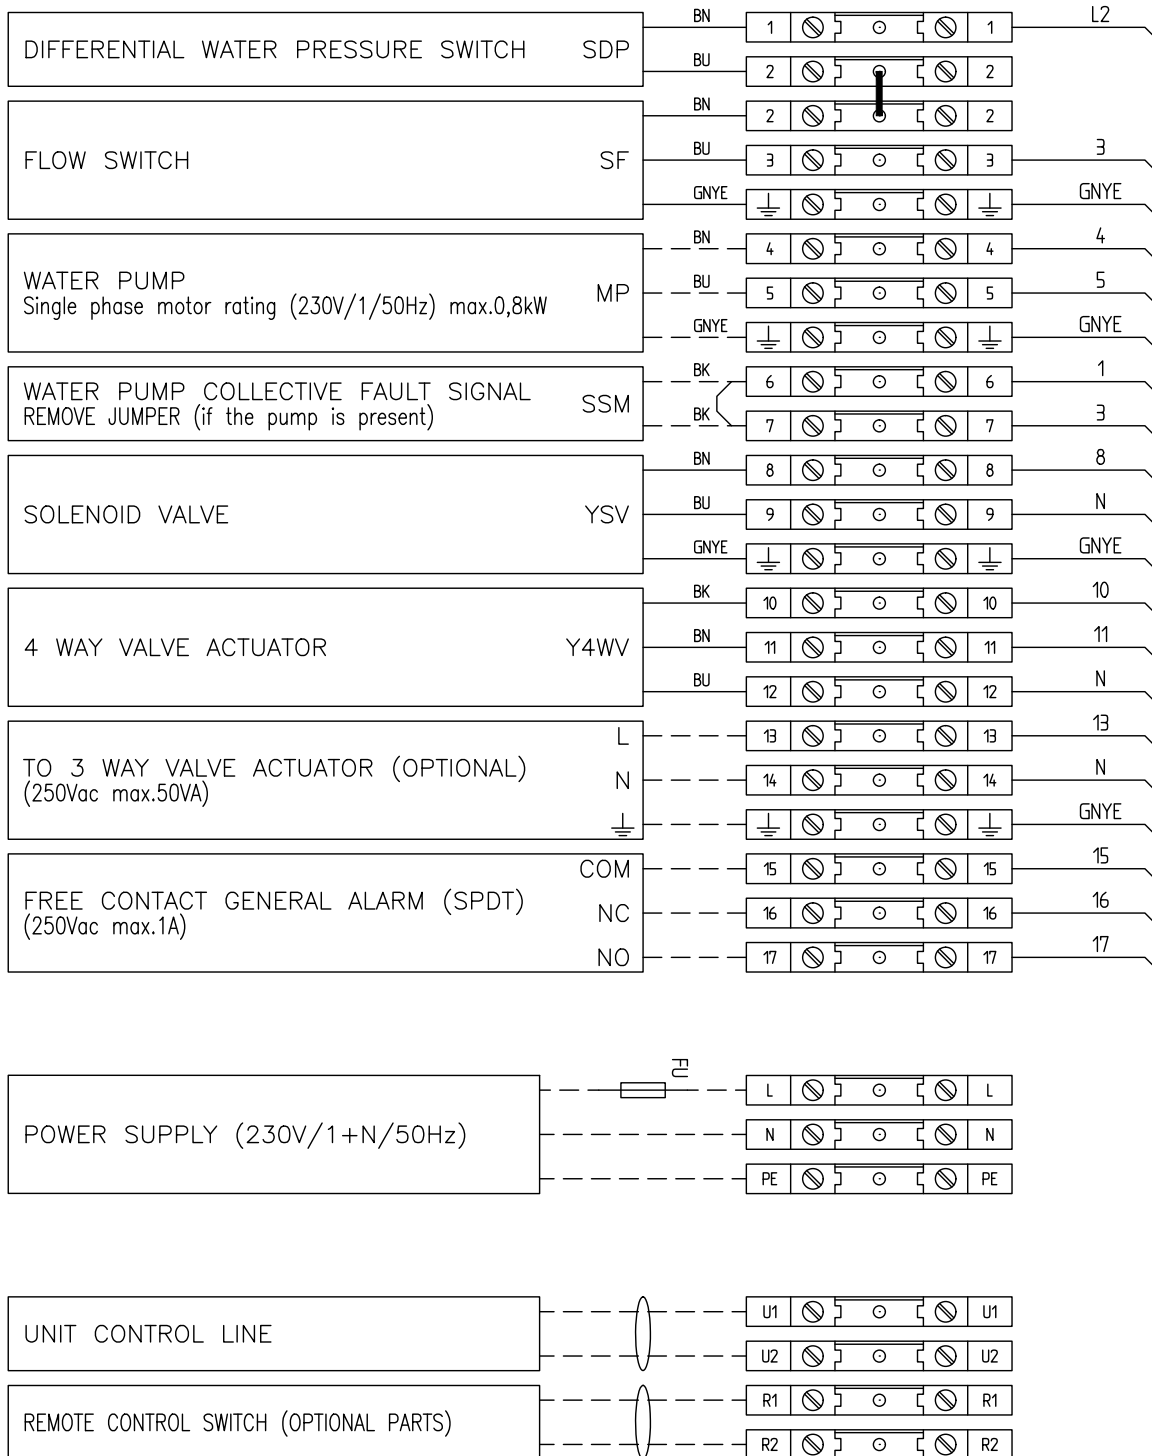 BN 1 1 L2
DIFFERENTIAL WATER PRESSURE SWITCH SDP
BU 2 2
BN 2 2
FLOW SWITCH SF BU 3 3 3
GNYE GNYE
BN 4 4 4
WATER PUMP
Single phase motor rating (230V/1/50Hz) max.0,8kW MP BU 5 5 5
GNYE GNYE
BK 6 6 1
WATER PUMP COLLECTIVE FAULT SIGNAL SSM
REMOVE JUMPER (if the pump is present)
BK 7 7 3
BN 8 8 8
SOLENOID VALVE YSV BU 9 9 N
GNYE GNYE
BK 10 10 10
4 WAY VALVE ACTUATOR Y4WV BN 11 11 11
BU 12 12 N
L 13 13 13
TO 3 WAY VALVE ACTUATOR (OPTIONAL)
(250Vac max.50VA) N 14 14 N
GNYE
COM 15 15 15
FREE CONTACT GENERAL ALARM (SPDT)
(250Vac max.1A) NC 16 16 16
NO 17 17 17
FU
L L
POWER SUPPLY (230V/1+N/50Hz) N N
PE PE
U1 U1
UNIT CONTROL LINE
U2 U2
R1 R1
REMOTE CONTROL SWITCH (OPTIONAL PARTS)
R2 R2